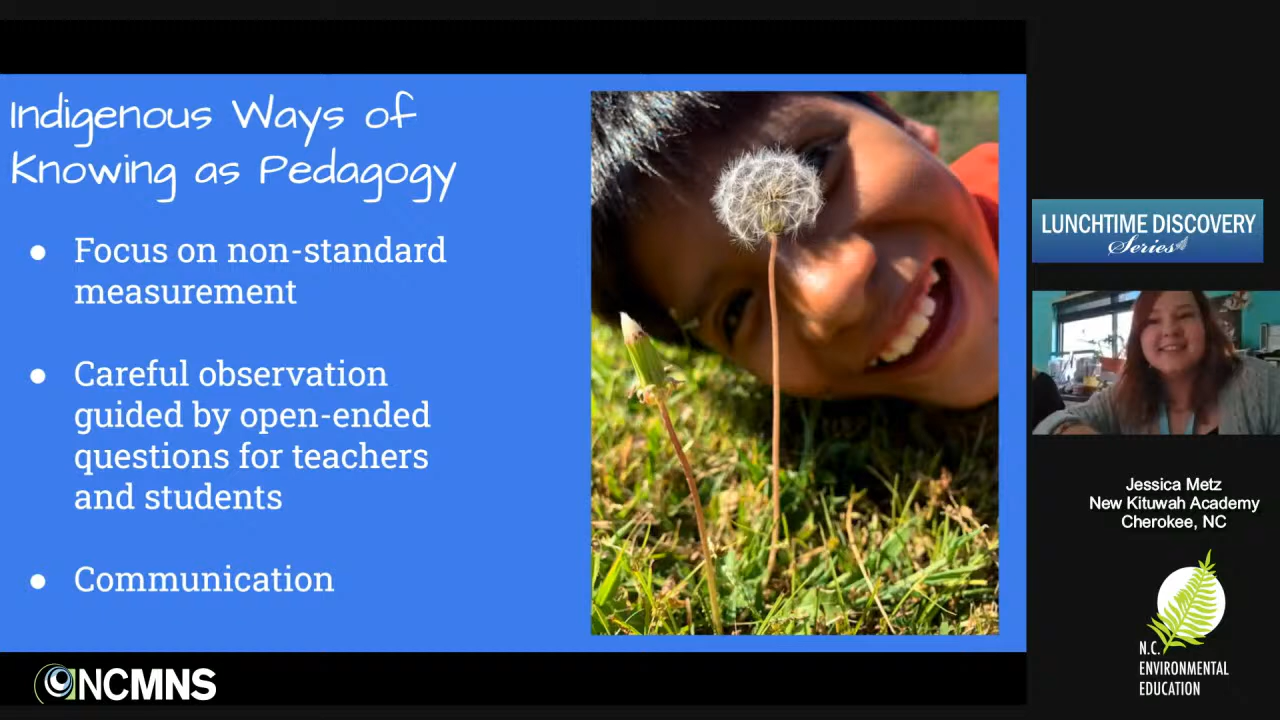 Indigenous Ways of
Knowing as Pedagogy
● Focus on non-standard
measurement
● Careful observation
guided by open-ended
questions for teachers
and students
● Communication
NCMNS
LUNCHTIME DISCOVERY
Series
Jessica Metz
New Kituwah Academy
Cherokee, NC
N.C.
ENVIRONMENTAL
EDUCATION